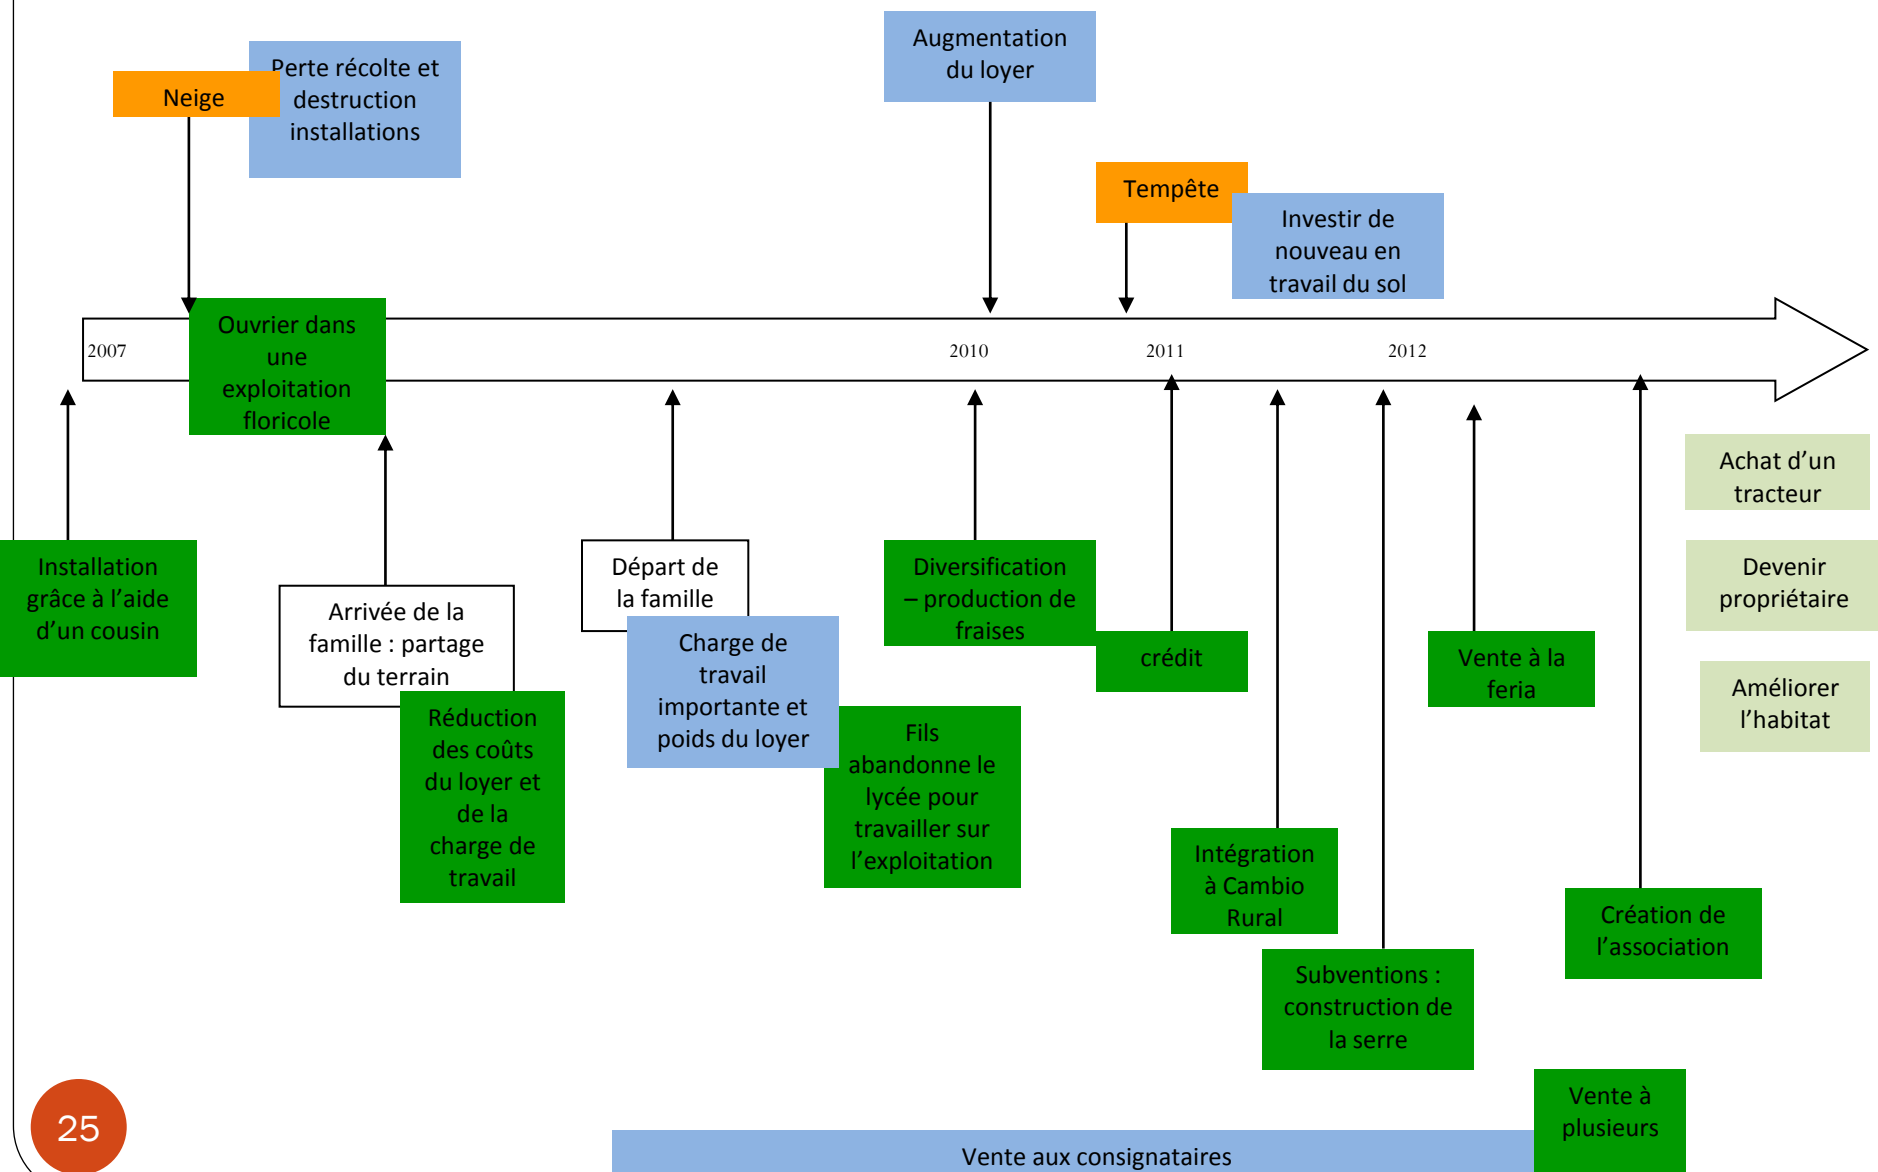 Neige
Perte récolte et
destruction
installations
Augmentation
du loyer
Tempête
Investir de
nouveau en
travail du sol
2007
Ouvrier dans
une
exploitation
floricole
2010
2011
2012
Installation
grâce à l’aide
d’un cousin
Arrivée de la
famille : partage
du terrain
Réduction
des coûts
du loyer et
de la
charge de
travail
Départ de
la famille
Charge de
travail
importante et
poids du loyer
Fils
abandonne le
lycée pour
travailler sur
l’exploitation
Diversification
– production de
fraises
crédit
Intégration
à Cambio
Rural
Subventions :
construction de
la serre
Vente à la
feria
Création de
l’association
Achat d’un
tracteur
Devenir
propriétaire
Améliorer
l’habitat
Vente à
plusieurs
Vente aux consignataires
25